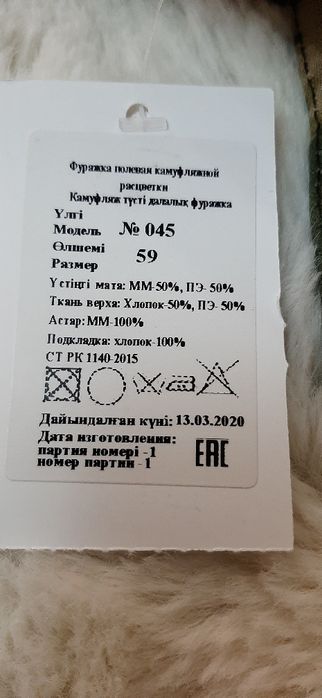 Фуражка полевая камуфляжной
расцветки
Камуфляж түсті далалық фуражка
Үлгі
Модель № 045
Өлшемі
Размер 59
Үстіңгі мата: ММ-50%, ПЭ- 50%
Ткань верха: Хлопок-50%, ПЭ- 50%
Астар: ММ-100%
Подкладка: хлопок-100%
СТ РК 1140-2015
Дайындалған күні: 13.03.2020
Дата изготовления:
партия номері -1
номер партии -1
ЕАС